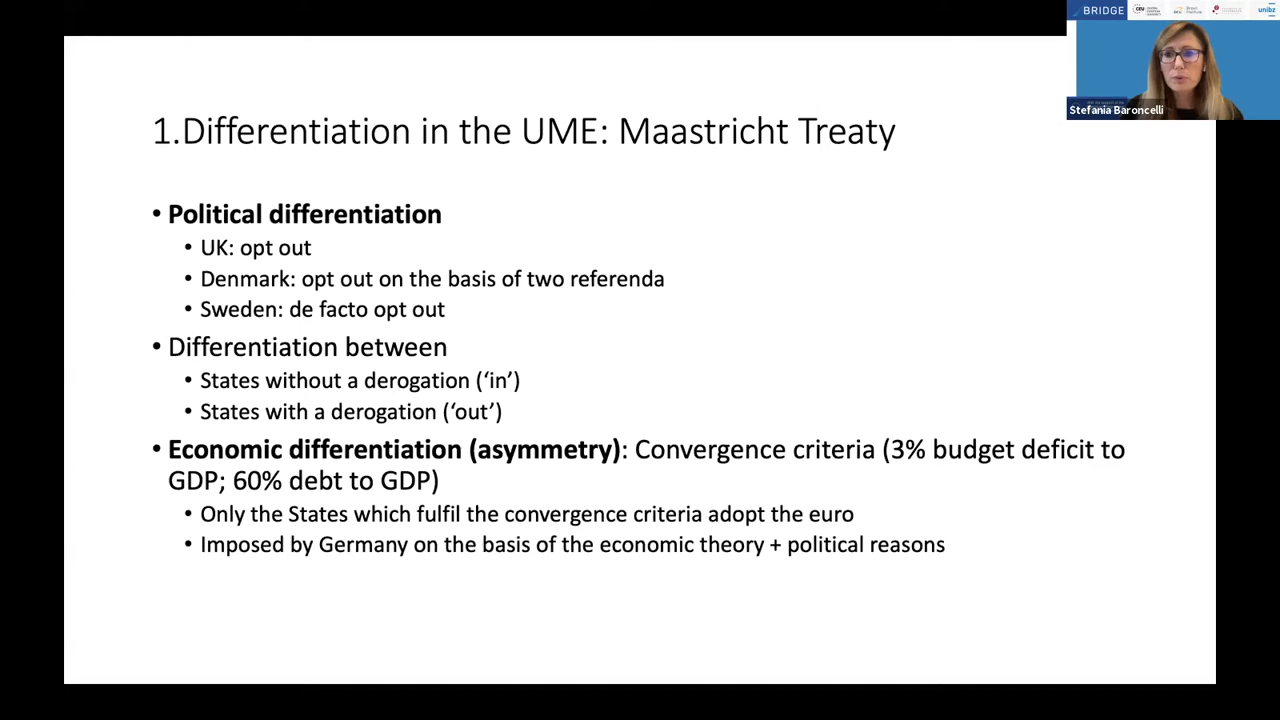 BRIDGE
CEU
unibz
Stefania Baroncelli
1.Differentiation in the UME: Maastricht Treaty
• Political differentiation
• UK: opt out
• Denmark: opt out on the basis of two referenda
• Sweden: de facto opt out
• Differentiation between
• States without a derogation (‘in’)
• States with a derogation (‘out’)
• Economic differentiation (asymmetry): Convergence criteria (3% budget deficit to
GDP; 60% debt to GDP)
• Only the States which fulfil the convergence criteria adopt the euro
• Imposed by Germany on the basis of the economic theory + political reasons